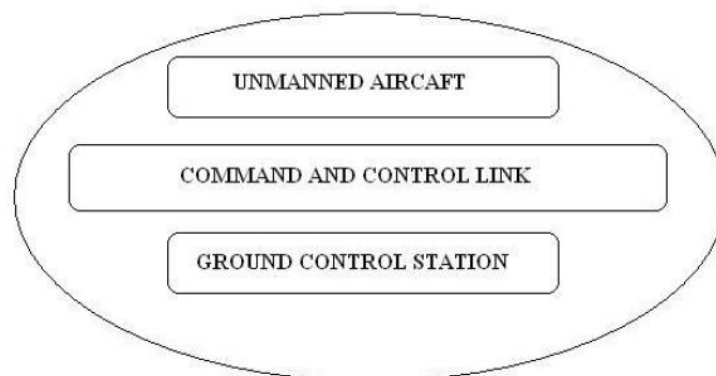 UNMANNED AIRCAFT
COMMAND AND CONTROL LINK
GROUND CONTROL STATION